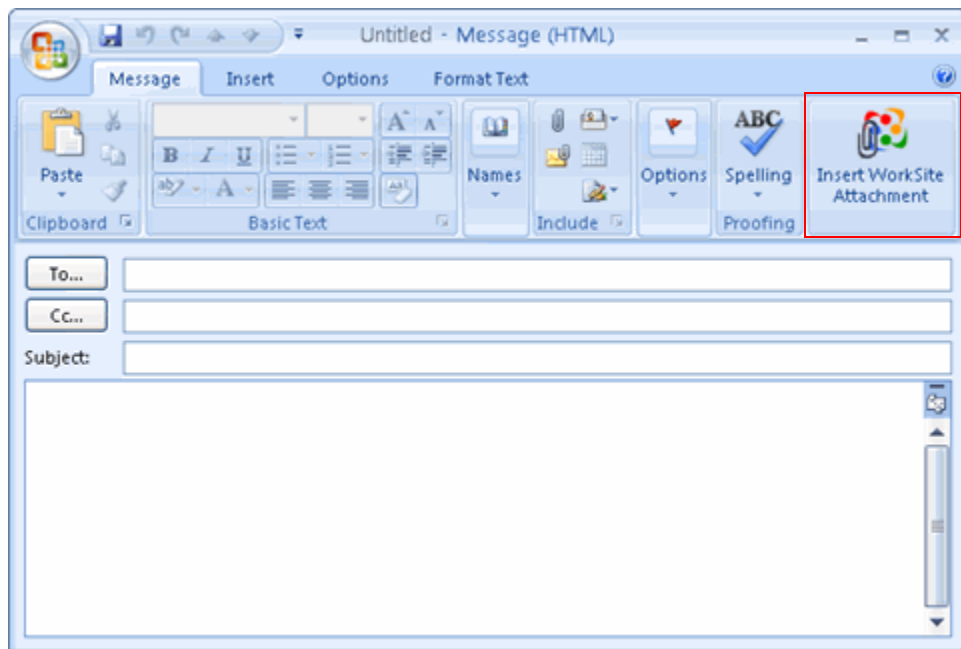 Untitled - Message (HTML)
Message Insert Options Format Text
Paste
Clipboard
B I U
A
Basic Text
Names
Include
Options
ABC
Spelling
Proofing
Insert WorkSite
Attachment
To...
Cc...
Subject: